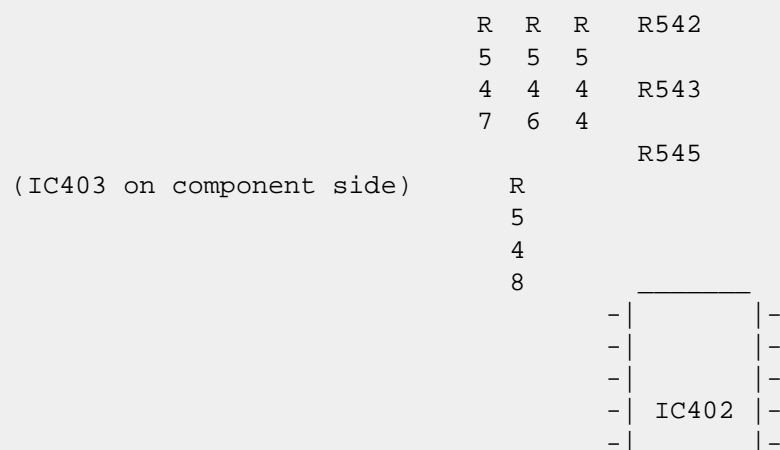 R  R  R   R542
5  5  5
4  4  4   R543
7  6  4
R545
(IC403 on component side)      R
5
4
8       _______
-|       |-
-|       |-
-|       |-
-| IC402 |-
-|       |-